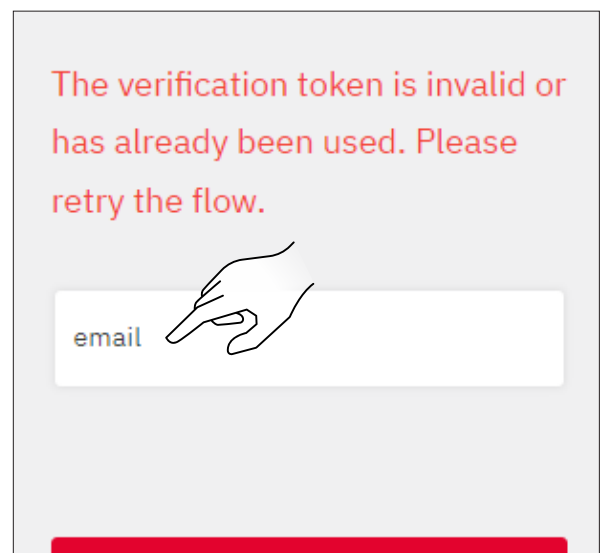 The verification token is invalid or
has already been used. Please
retry the flow.
email